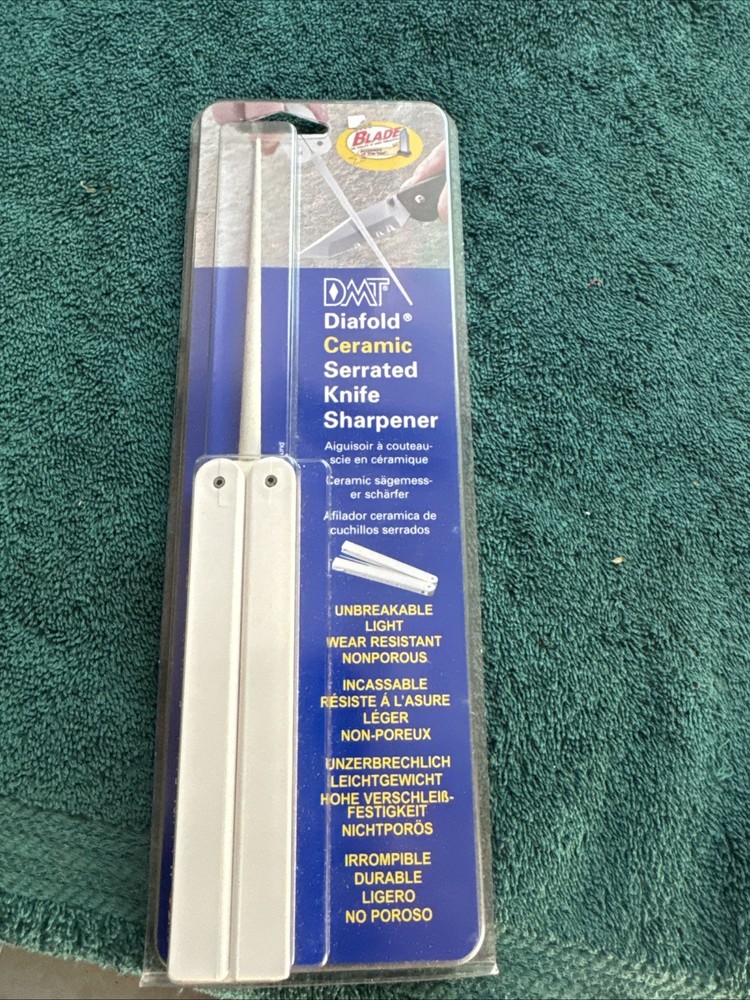 BLADE
DMT®
Diafold®
Ceramic
Serrated
Knife
Sharpener
Aiguisoir à couteau-
scie en céramique
Ceramic sägemess-
er schärfer
Afilador ceramica de
cuchillos serrados
UNBREAKABLE
LIGHT
WEAR RESISTANT
NONPOROUS
INCASSABLE
RÉSISTE Á L'ASURE
LÉGER
NON-POREUX
UNZERBRECHLICH
LEICHTGEWICHT
HOHE VERSCHLEIß-
FESTIGKEIT
NICHTPORÖS
IRROMPIBLE
DURABLE
LIGERO
NO POROSO